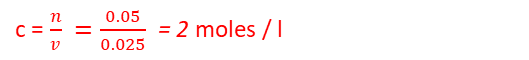 c = n/v = 0.05/0.025 = 2 moles / l